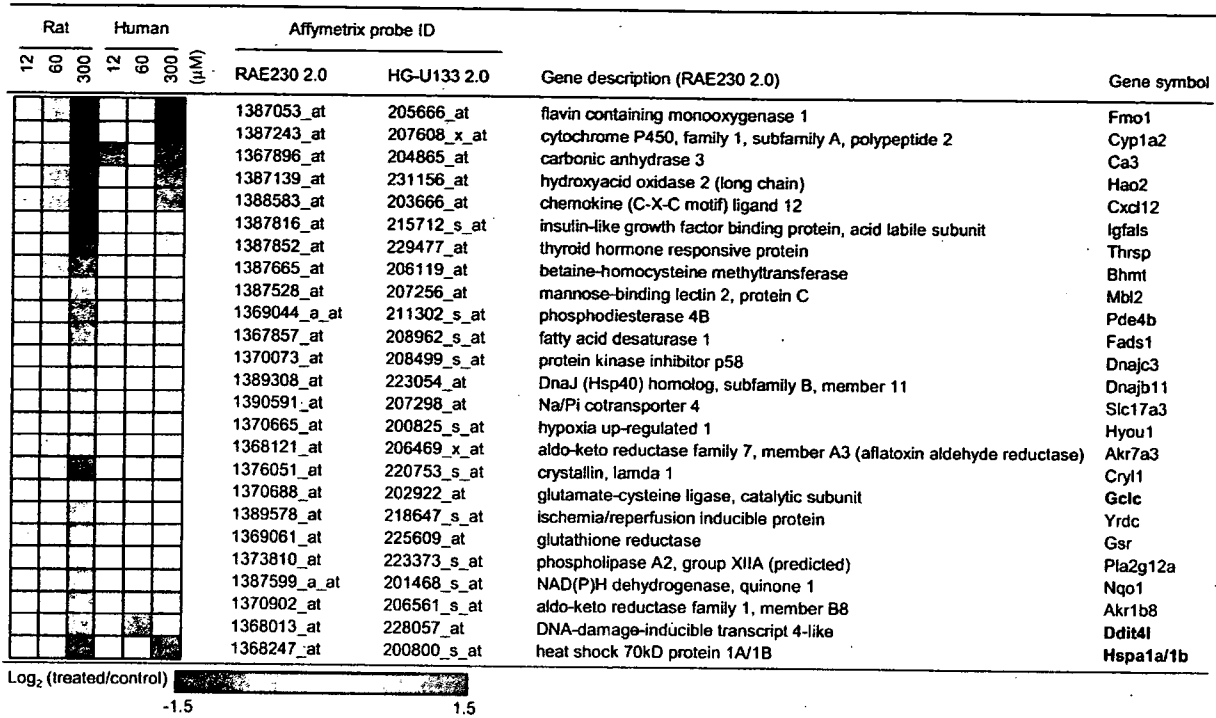 Rat Human Affymetrix probe ID
12 60 300 12 60 300 (μM) RAE230 2.0 HG-U133 2.0 Gene description (RAE230 2.0) Gene symbol
1387053_at 205666_at flavin containing monooxygenase 1 Fmo1
1387243_at 207608_x_at cytochrome P450, family 1, subfamily A, polypeptide 2 Cyp1a2
1367896_at 204865_at carbonic anhydrase 3 Ca3
1387139_at 231156_at hydroxyacid oxidase 2 (long chain) Hao2
1388583_at 203666_at chemokine (C-X-C motif) ligand 12 Cxcl12
1387816_at 215712_s_at insulin-like growth factor binding protein, acid labile subunit Igfals
1387852_at 229477_at thyroid hormone responsive protein Thrsp
1387665_at 206119_at betaine-homocysteine methyltransferase Bhmt
1387528_at 207256_at mannose-binding lectin 2, protein C Mbl2
1369044_a_at 211302_s_at phosphodiesterase 4B Pde4b
1367857_at 208962_s_at fatty acid desaturase 1 Fads1
1370073_at 208499_s_at protein kinase inhibitor p58 Dnajc3
1389308_at 223054_at DnaJ (Hsp40) homolog, subfamily B, member 11 Dnajb11
1390591_at 207298_at Na/Pi cotransporter 4 Slc17a3
1370665_at 200825_s_at hypoxia up-regulated 1 Hyou1
1368121_at 206469_x_at aldo-keto reductase family 7, member A3 (aflatoxin aldehyde reductase) Akr7a3
1376051_at 220753_s_at crystallin, lamda 1 Cryl1
1370688_at 202922_at glutamate-cysteine ligase, catalytic subunit Gclc
1389578_at 218647_s_at ischemia/reperfusion inducible protein Yrdc
1369061_at 225609_at glutathione reductase Gsr
1373810_at 223373_s_at phospholipase A2, group XIIA (predicted) Pla2g12a
1387599_a_at 201468_s_at NAD(P)H dehydrogenase, quinone 1 Nqo1
1370902_at 206561_s_at aldo-keto reductase family 1, member B8 Akr1b8
1368013_at 228057_at DNA-damage-inducible transcript 4-like Ddit4l
1368247_at 200800_s_at heat shock 70kD protein 1A/1B Hspa1a/1b
Log2 (treated/control)
-1.5 1.5